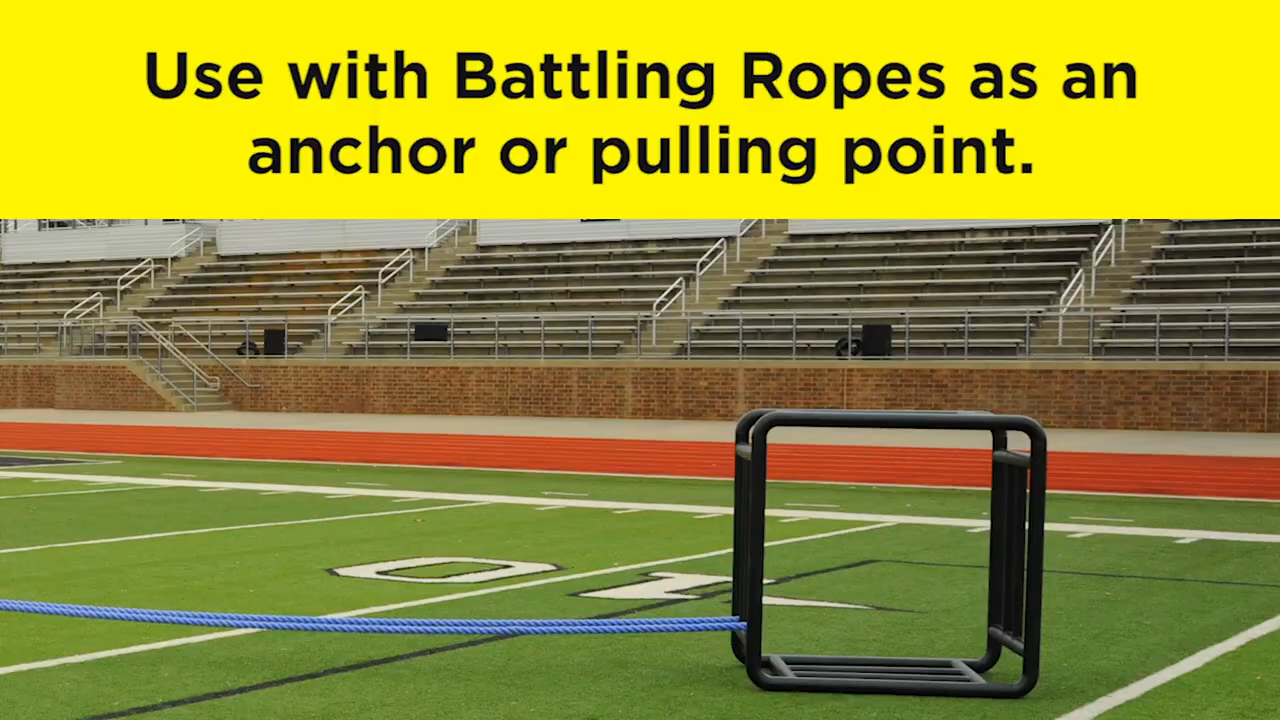 Use with Battling Ropes as an
anchor or pulling point.